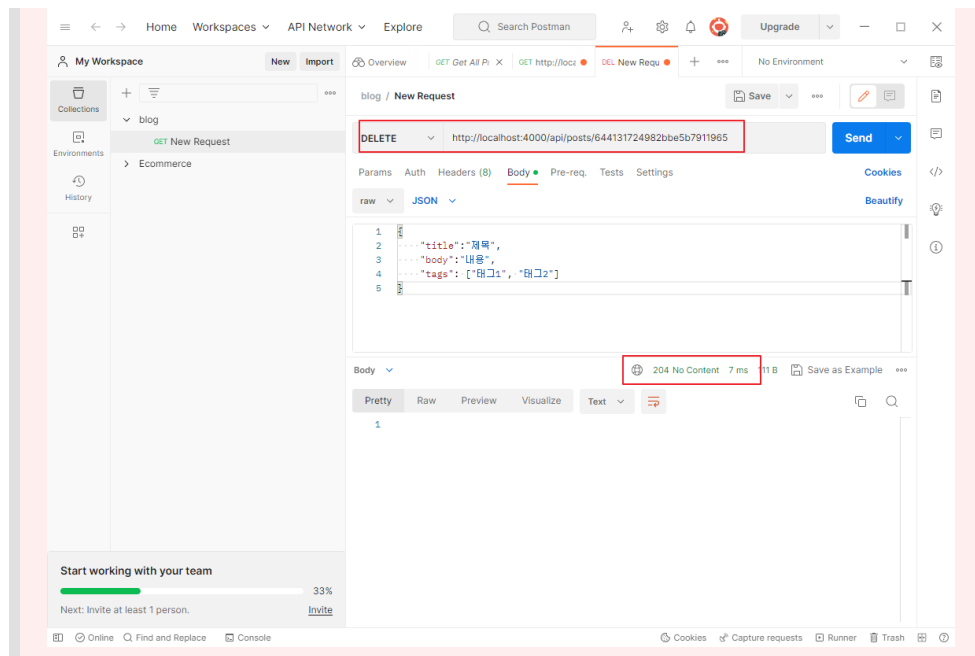 Home Workspaces API Network Explore Search Postman Upgrade
My Workspace New Import Overview GET Get All P GET http://loca DEL New Requ No Environment
Collections
Environments
History
blog
GET New Request
Ecommerce
blog / New Request Save
DELETE http://localhost:4000/api/posts/644131724982bbe5b7911965 Send
Params Auth Headers (8) Body Pre-req. Tests Settings Cookies
raw JSON Beautify
1 {
2 "title":"제목",
3 "body":"내용",
4 "tags": ["태그1", "태그2"]
5 }
Body 204 No Content 7 ms 111 B Save as Example
Pretty Raw Preview Visualize Text
1
Start working with your team
33%
Next: Invite at least 1 person. Invite
Online Find and Replace Console Cookies Capture requests Runner Trash